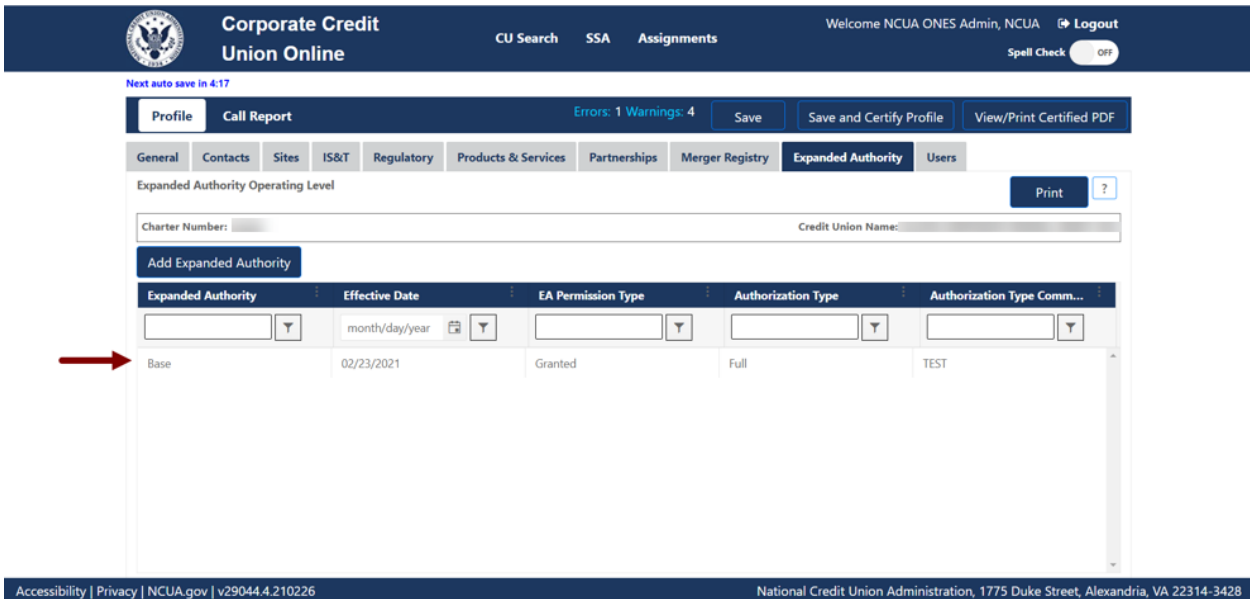 Corporate Credit
Union Online
CU Search SSA Assignments
Welcome NCUA ONES Admin, NCUA Logout
Spell Check OFF
Next auto save in 4:17
Profile Call Report Errors: 1 Warnings: 4 Save Save and Certify Profile View/Print Certified PDF
General Contacts Sites IS&T Regulatory Products & Services Partnerships Merger Registry Expanded Authority Users
Expanded Authority Operating Level
Print ?
Charter Number: Credit Union Name:
Add Expanded Authority
Expanded Authority Effective Date EA Permission Type Authorization Type Authorization Type Comm...
month/day/year
Base 02/23/2021 Granted Full TEST
Accessibility | Privacy | NCUA.gov | v29044.4.210226 National Credit Union Administration, 1775 Duke Street, Alexandria, VA 22314-3428